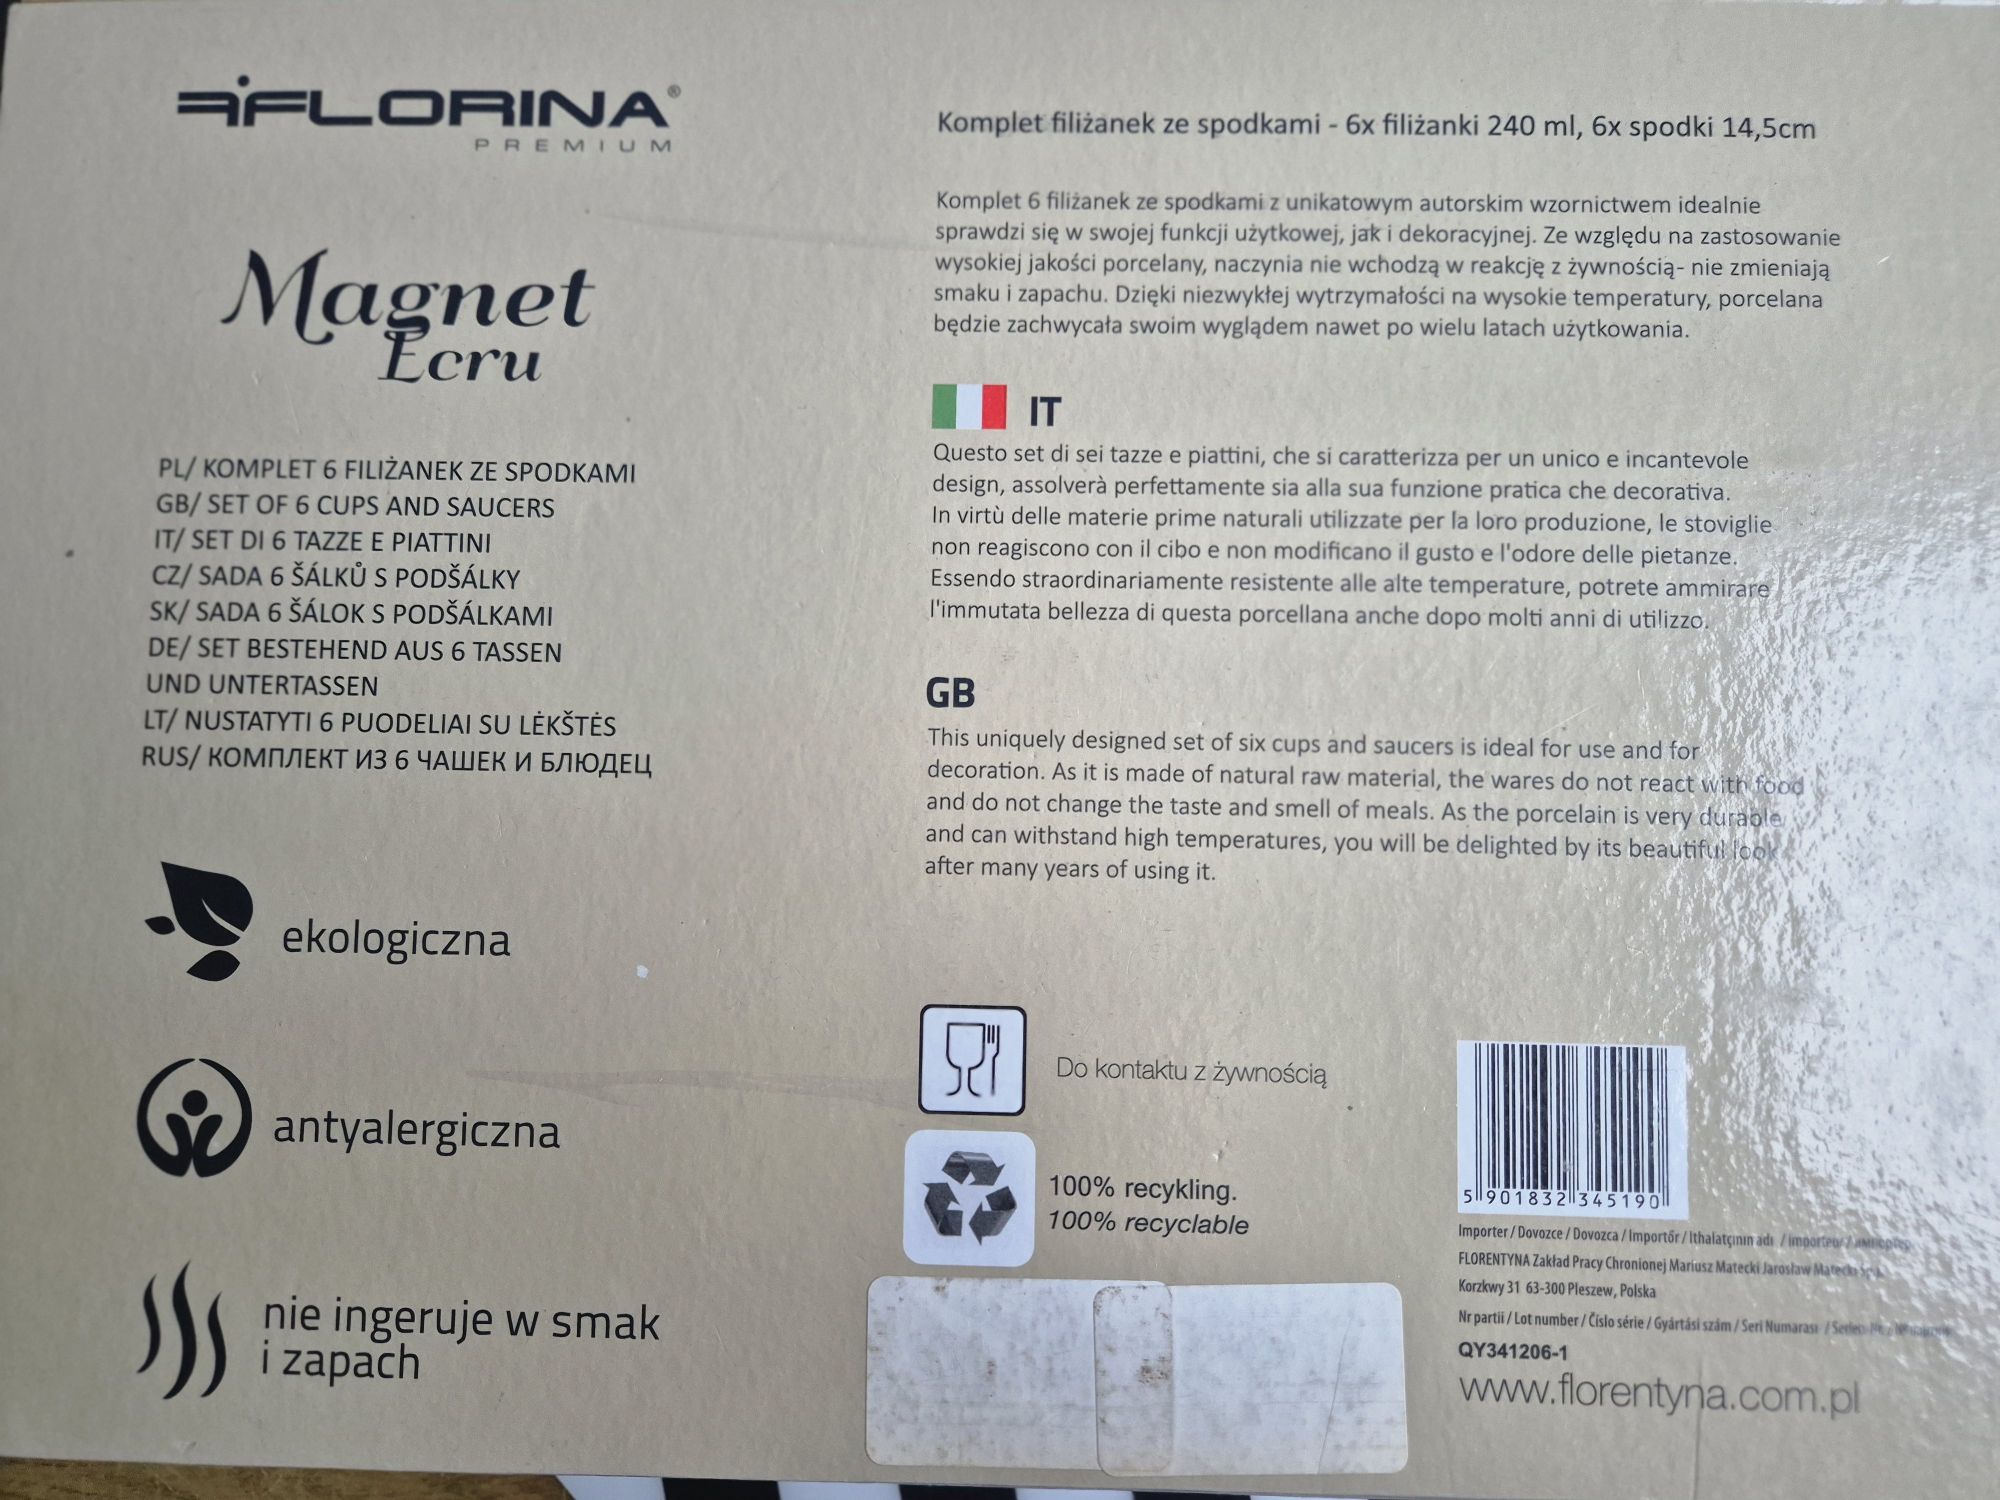 FLORINA®
PREMIUM
Magnet
Ecru
PL/ KOMPLET 6 FILIŻANEK ZE SPODKAMI
GB/ SET OF 6 CUPS AND SAUCERS
IT/ SET DI 6 TAZZE E PIATTINI
CZ/ SADA 6 ŠÁLKŮ S PODŠÁLKY
SK/ SADA 6 ŠÁLOK S PODŠÁLKAMI
DE/ SET BESTEHEND AUS 6 TASSEN
UND UNTERTASSEN
LT/ NUSTATYTI 6 PUODELIAI SU LĖKŠTĖS
RUS/ КОМПЛЕКТ ИЗ 6 ЧАШЕК И БЛЮДЕЦ
ekologiczna
antyalergiczna
nie ingeruje w smak
i zapach
Komplet filiżanek ze spodkami - 6x filiżanki 240 ml, 6x spodki 14,5cm
Komplet 6 filiżanek ze spodkami z unikatowym autorskim wzornictwem idealnie
sprawdzi się w swojej funkcji użytkowej, jak i dekoracyjnej. Ze względu na zastosowanie
wysokiej jakości porcelany, naczynia nie wchodzą w reakcję z żywnością- nie zmieniają
smaku i zapachu. Dzięki niezwykłej wytrzymałości na wysokie temperatury, porcelana
będzie zachwycała swoim wyglądem nawet po wielu latach użytkowania.
IT
Questo set di sei tazze e piattini, che si caratterizza per un unico e incantevole
design, assolverà perfettamente sia alla sua funzione pratica che decorativa.
In virtù delle materie prime naturali utilizzate per la loro produzione, le stoviglie
non reagiscono con il cibo e non modificano il gusto e l'odore delle pietanze.
Essendo straordinariamente resistente alle alte temperature, potrete ammirare
l'immutata bellezza di questa porcellana anche dopo molti anni di utilizzo.
GB
This uniquely designed set of six cups and saucers is ideal for use and for
decoration. As it is made of natural raw material, the wares do not react with food
and do not change the taste and smell of meals. As the porcelain is very durable
and can withstand high temperatures, you will be delighted by its beautiful look
after many years of using it.
Do kontaktu z żywnością
100% recykling.
100% recyclable
5 901832 345190
Importer / Dovozce / Dovozca / Importőr / Ithalatçının adı / importeur /
FLORENTYNA Zakład Pracy Chronionej Mariusz Matecki Jarosław Matecki
Korzkwy 31 63-300 Pleszew, Polska
Nr partii / Lot number / Číslo série / Gyártási szám / Seri Numarası /
QY341206-1
www.florentyna.com.pl